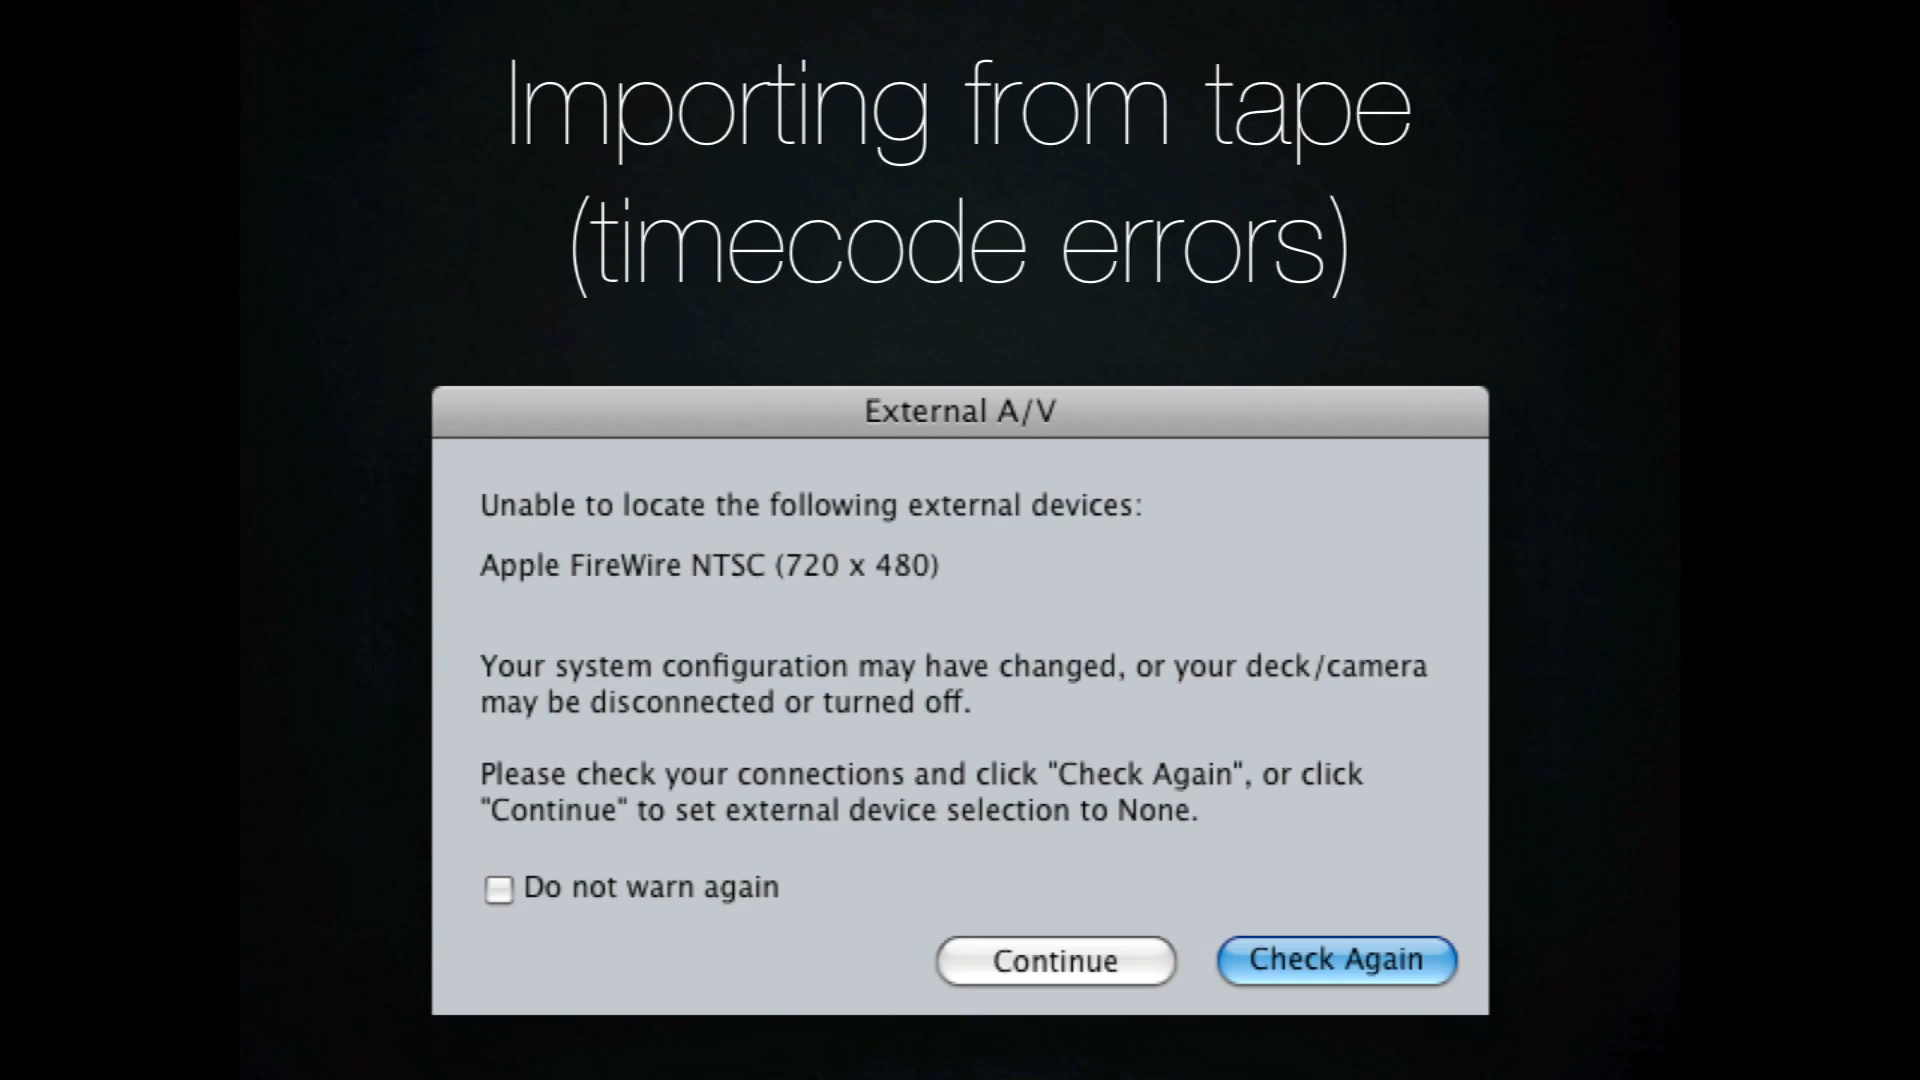 Importing from tape
(timecode errors)
External A/V
Unable to locate the following external devices:
Apple FireWire NTSC (720 x 480)
Your system configuration may have changed, or your deck/camera
may be disconnected or turned off.
Please check your connections and click "Check Again", or click
"Continue" to set external device selection to None.
Do not warn again
Continue
Check Again